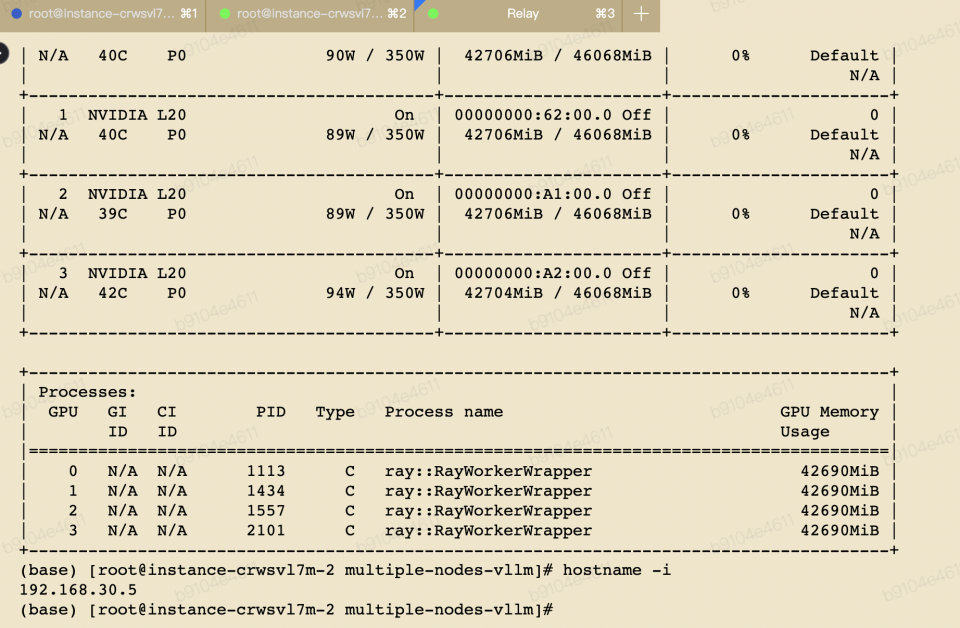 root@instance-crwsvl7... ⌘1 root@instance-crwsvl7... ⌘2 Relay ⌘3 +
| N/A   40C    P0              90W / 350W |  42706MiB / 46068MiB |      0%      Default |
|                                         |                      |                  N/A |
+-----------------------------------------+----------------------+----------------------+
|   1  NVIDIA L20                     On  | 00000000:62:00.0 Off |                    0 |
| N/A   40C    P0              89W / 350W |  42706MiB / 46068MiB |      0%      Default |
|                                         |                      |                  N/A |
+-----------------------------------------+----------------------+----------------------+
|   2  NVIDIA L20                     On  | 00000000:A1:00.0 Off |                    0 |
| N/A   39C    P0              89W / 350W |  42706MiB / 46068MiB |      0%      Default |
|                                         |                      |                  N/A |
+-----------------------------------------+----------------------+----------------------+
|   3  NVIDIA L20                     On  | 00000000:A2:00.0 Off |                    0 |
| N/A   42C    P0              94W / 350W |  42704MiB / 46068MiB |      0%      Default |
|                                         |                      |                  N/A |
+-----------------------------------------+----------------------+----------------------+
+---------------------------------------------------------------------------------------+
| Processes:                                                                            |
|  GPU   GI   CI        PID   Type   Process name                            GPU Memory |
|        ID   ID                                                             Usage      |
|=======================================================================================|
|    0   N/A  N/A      1113      C   ray::RayWorkerWrapper                     42690MiB |
|    1   N/A  N/A      1434      C   ray::RayWorkerWrapper                     42690MiB |
|    2   N/A  N/A      1557      C   ray::RayWorkerWrapper                     42690MiB |
|    3   N/A  N/A      2101      C   ray::RayWorkerWrapper                     42690MiB |
+---------------------------------------------------------------------------------------+
(base) [root@instance-crwsvl7m-2 multiple-nodes-vllm]# hostname -i
192.168.30.5
(base) [root@instance-crwsvl7m-2 multiple-nodes-vllm]#
b9104e4611